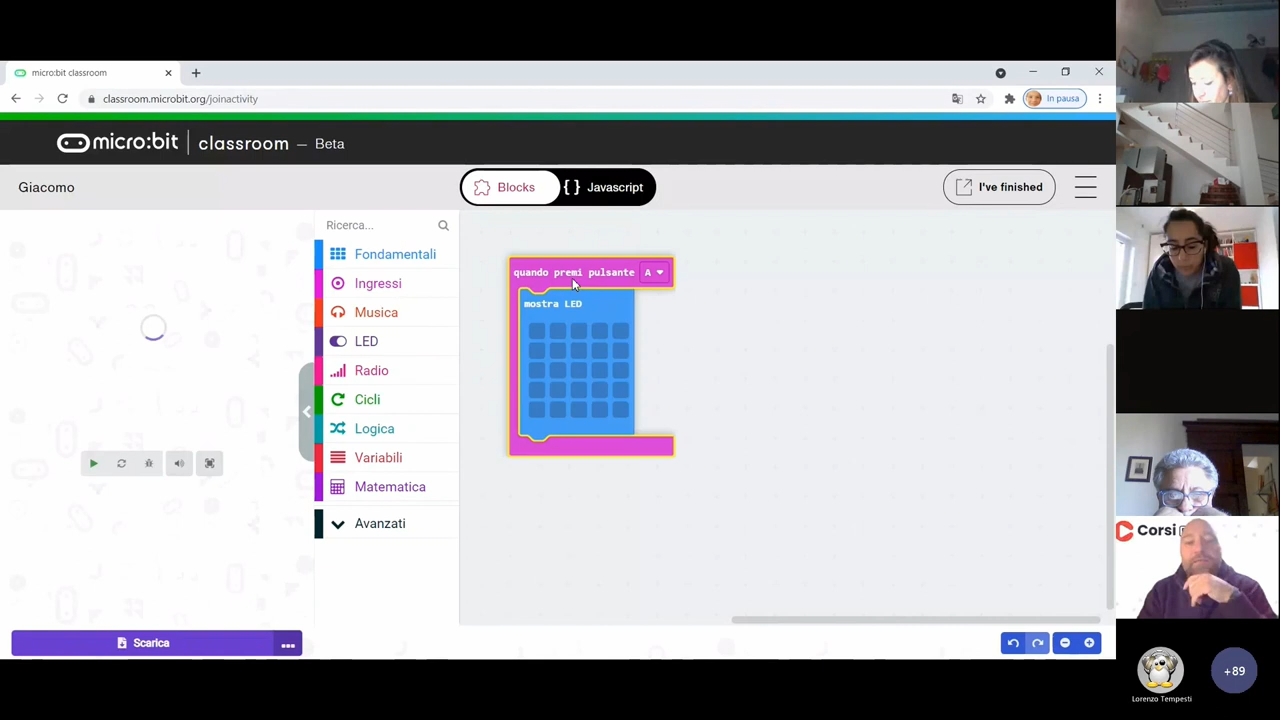 micro:bit classroom
classroom.microbit.org/joinactivity
In pausa
micro:bit classroom — Beta
Giacomo
Blocks
{ } Javascript
I've finished
Ricerca...
Fondamentali
Ingressi
Musica
LED
Radio
Cicli
Logica
Variabili
Matematica
Avanzati
quando premi pulsante A
mostra LED
Scarica
Corsi
Lorenzo Tempesti
+89